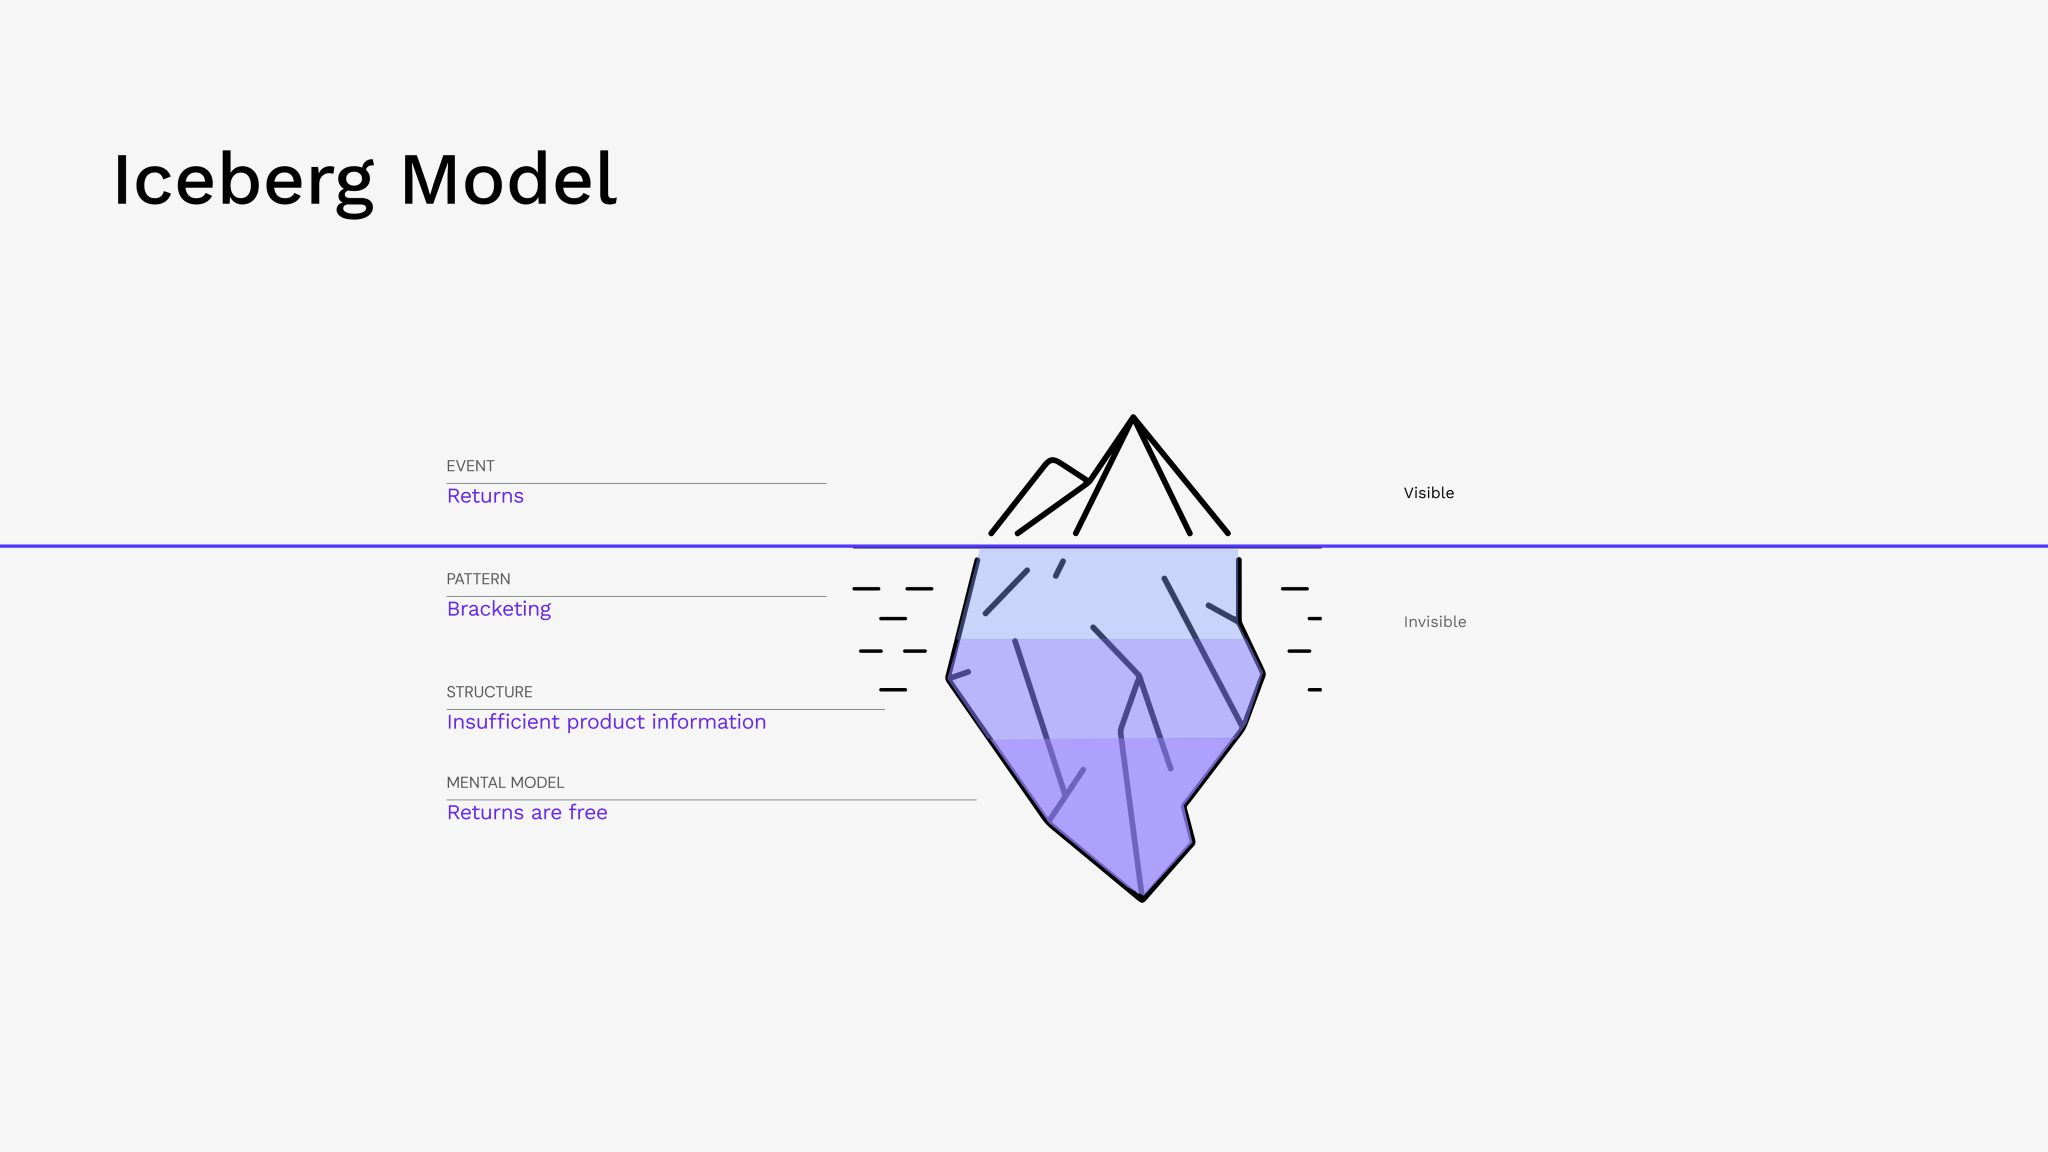 Iceberg Model
EVENT
Returns
Visible
PATTERN
Bracketing
Invisible
STRUCTURE
Insufficient product information
MENTAL MODEL
Returns are free